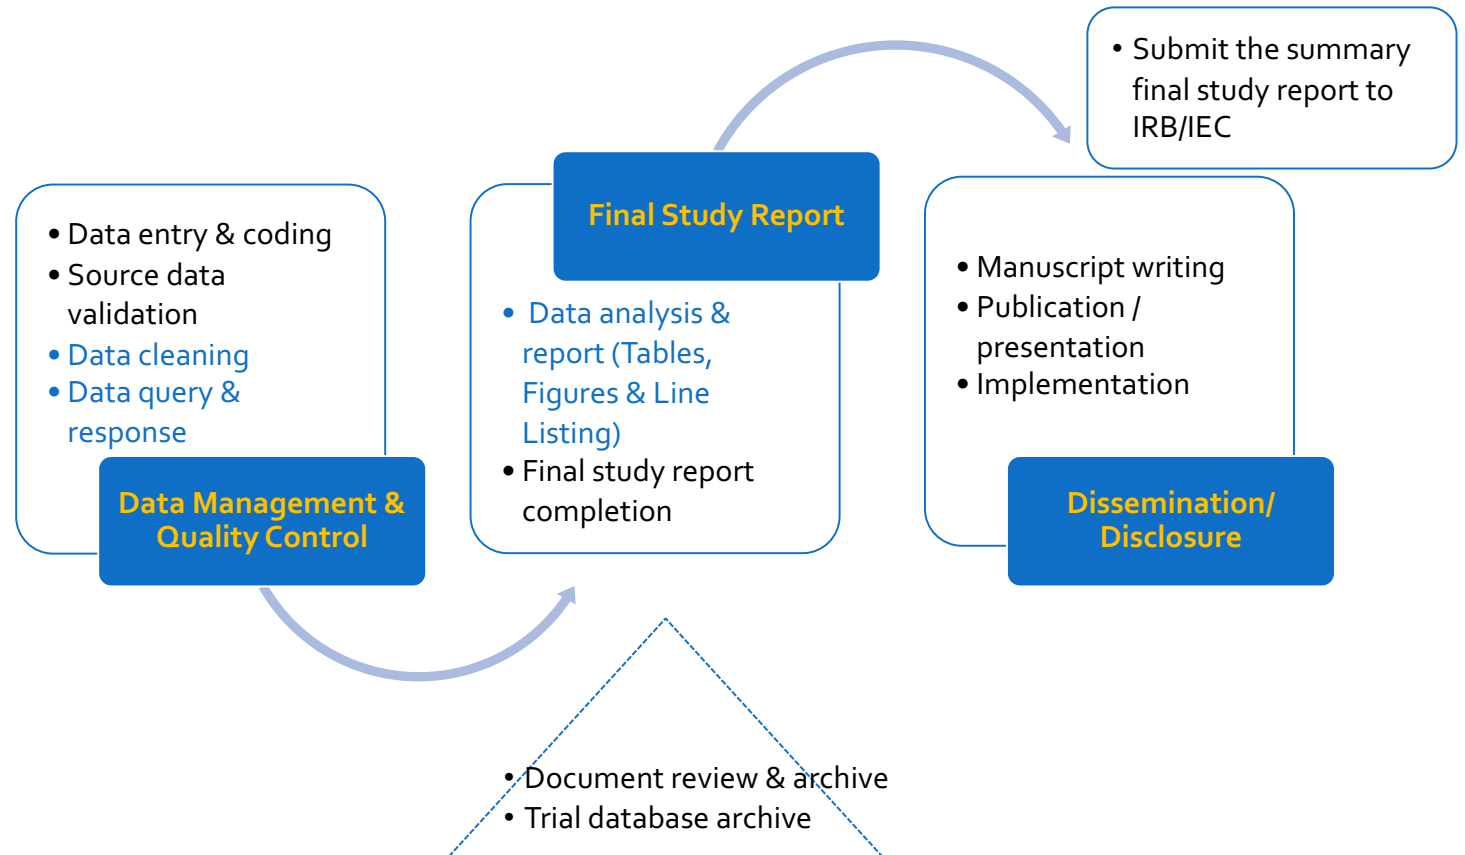 • Data entry & coding
• Source data
validation
• Data cleaning
• Data query &
response
Data Management &
Quality Control
Final Study Report
• Data analysis &
report (Tables,
Figures & Line
Listing)
• Final study report
completion
• Submit the summary
final study report to
IRB/IEC
• Manuscript writing
• Publication /
presentation
• Implementation
Dissemination/
Disclosure
• Document review & archive
• Trial database archive